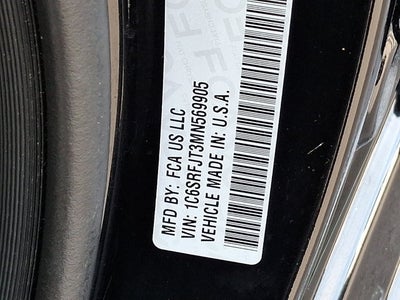 MFD BY: FCA US LLC
VIN: 1C6SRFJT3MN569905
VEHICLE MADE IN: U.S.A.